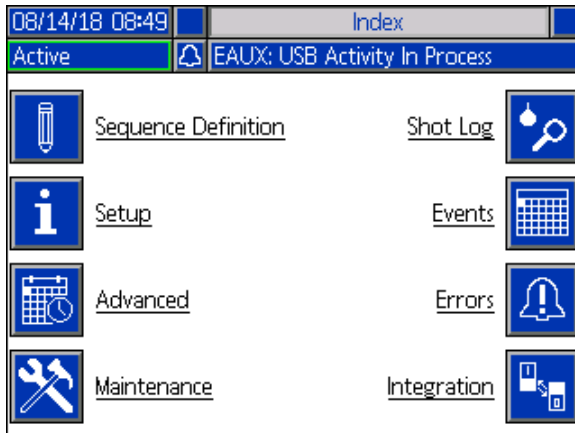 08/14/18 08:49 Index
Active EAUX: USB Activity In Process
Sequence Definition Shot Log
Setup Events
Advanced Errors
Maintenance Integration